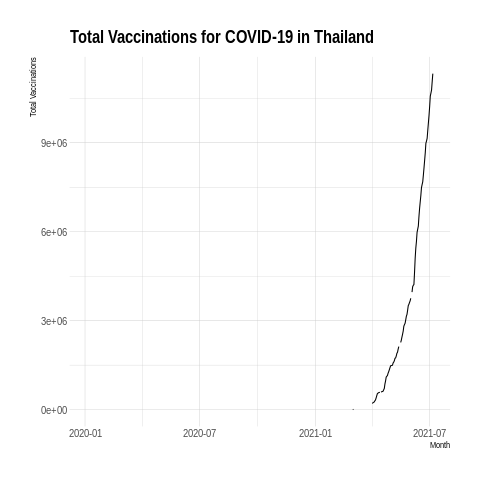 Total Vaccinations for COVID-19 in Thailand
Total Vaccinations
9e+06
6e+06
3e+06
0e+00
2020-01 2020-07 2021-01 2021-07
Month